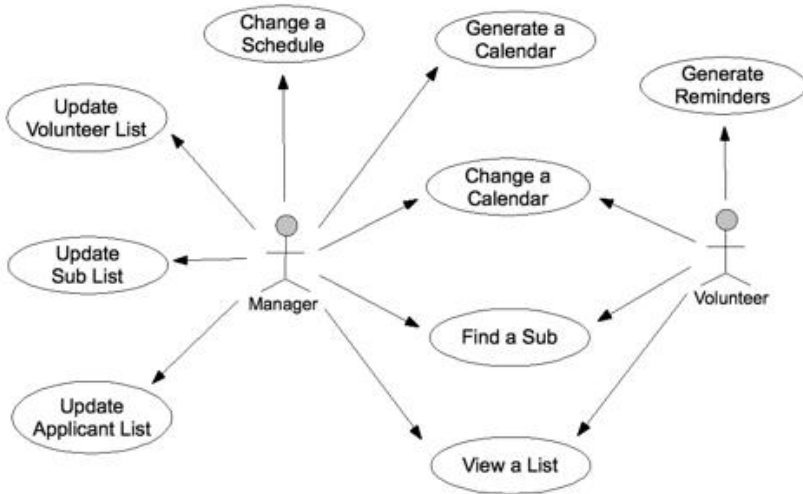 Change a
Schedule
Generate a
Calendar
Generate
Reminders
Update
Volunteer List
Change a
Calendar
Update
Sub List
Manager
Volunteer
Find a Sub
Update
Applicant List
View a List